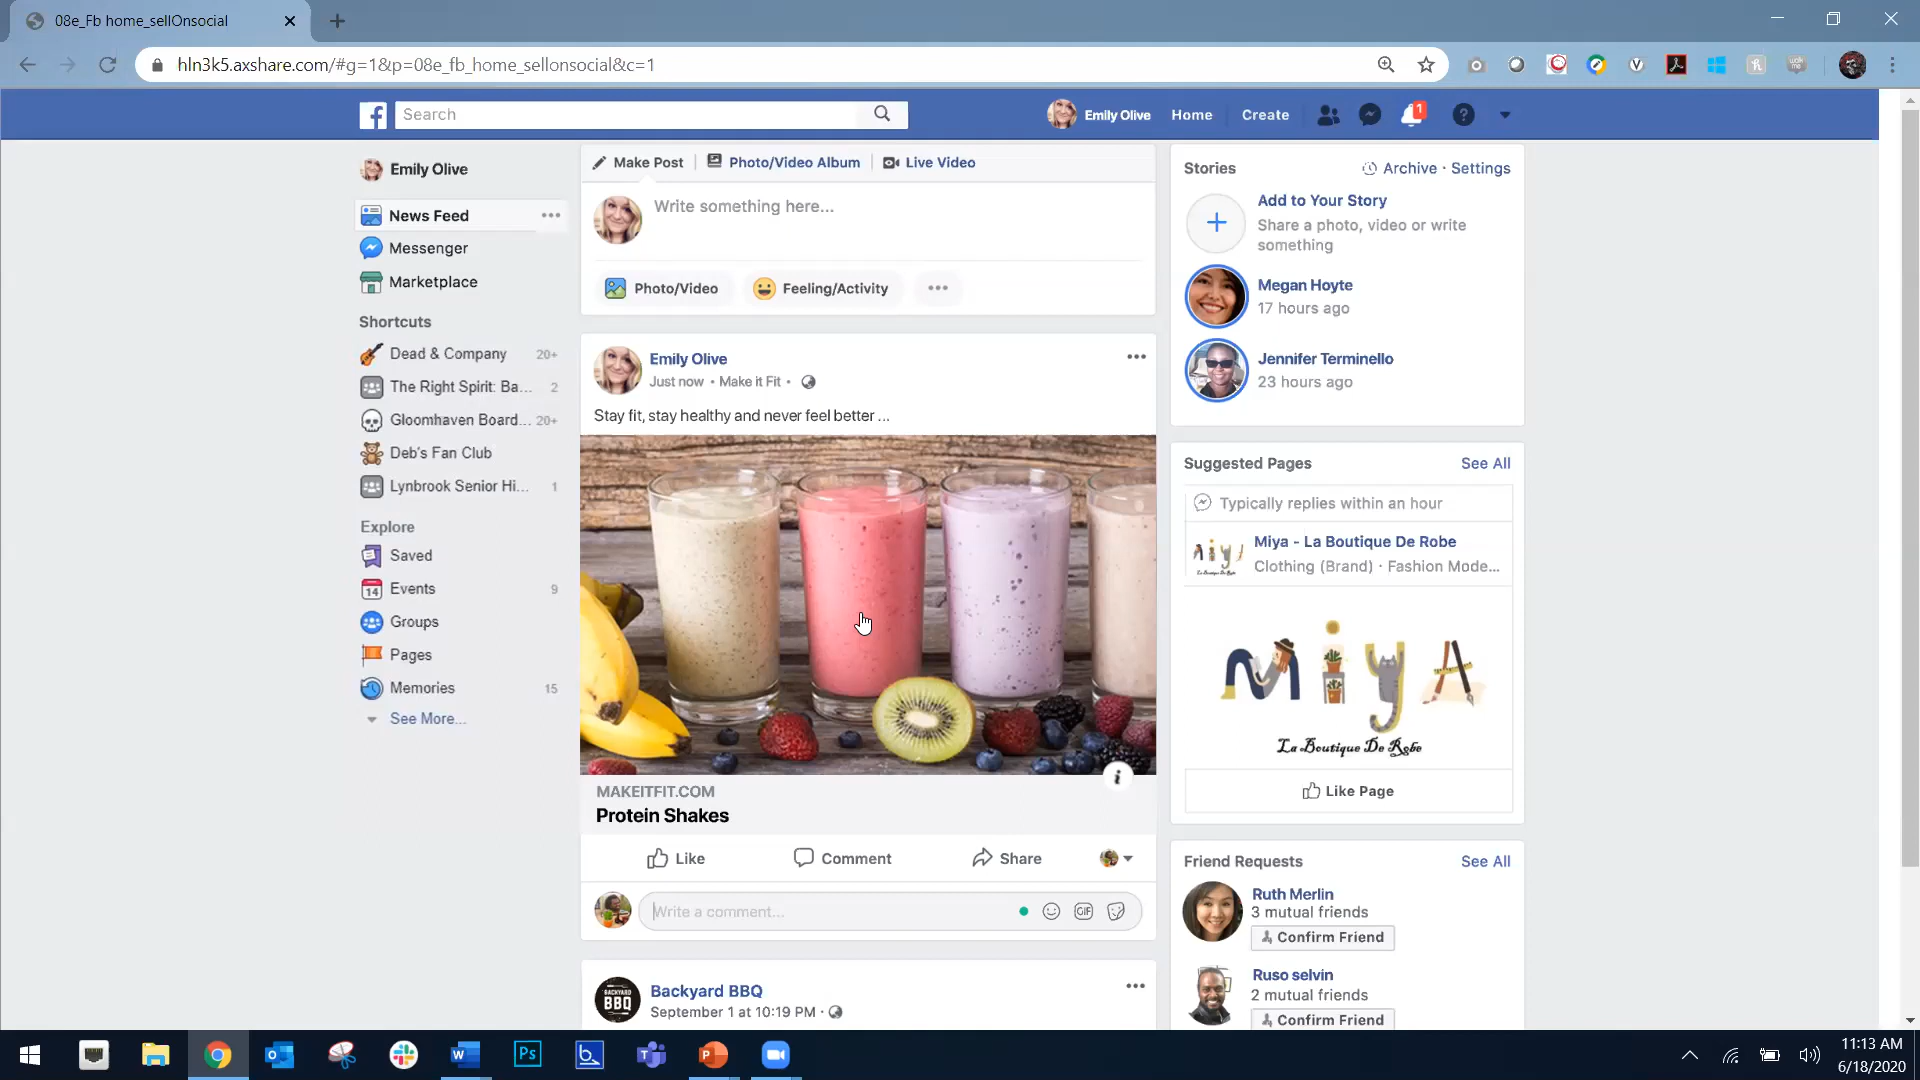 08e_Fb home_sellOnsocial
hln3k5.axshare.com/#g=1&p=08e_fb_home_sellonsocial&c=1
Search
Emily Olive
Home
Create
1
Emily Olive
News Feed
Messenger
Marketplace
Shortcuts
Dead & Company 20+
The Right Spirit: Ba... 2
Gloomhaven Board... 20+
Deb's Fan Club
Lynbrook Senior Hi... 1
Explore
Saved
14 Events 9
Groups
Pages
Memories 15
See More...
Make Post
Photo/Video Album
Live Video
Write something here...
Photo/Video
Feeling/Activity
Emily Olive
Just now • Make it Fit •
Stay fit, stay healthy and never feel better ...
i
MAKEITFIT.COM
Protein Shakes
Like
Comment
Share
Write a comment...
GIF
BACKYARD
BBQ
Backyard BBQ
September 1 at 10:19 PM ·
Stories
Archive · Settings
Add to Your Story
Share a photo, video or write
something
Megan Hoyte
17 hours ago
Jennifer Terminello
23 hours ago
Suggested Pages
See All
Typically replies within an hour
Miya - La Boutique De Robe
Clothing (Brand) · Fashion Mode...
MiyA
La Boutique De Robe
Like Page
Friend Requests
See All
Ruth Merlin
3 mutual friends
Confirm Friend
Ruso selvin
2 mutual friends
Confirm Friend
11:13 AM
6/18/2020